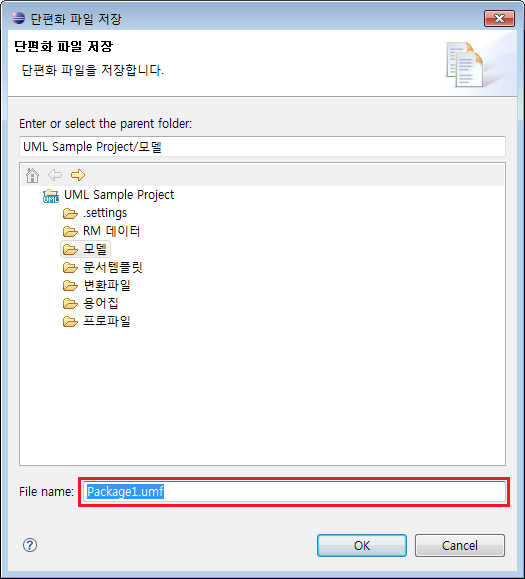 단편화 파일 저장
단편화 파일 저장
단편화 파일을 저장합니다.
Enter or select the parent folder:
UML Sample Project/모델
UML Sample Project
.settings
RM 데이터
모델
문서템플릿
변환파일
용어집
프로파일
File name: Package1.umf
OK Cancel